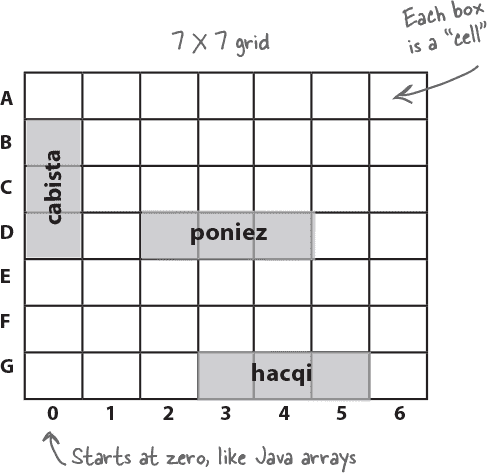 Each box
is a "cell"
7 X 7 grid
A
B
C
D
E
F
G
cabista
poniez
hacqi
0 1 2 3 4 5 6
Starts at zero, like Java arrays